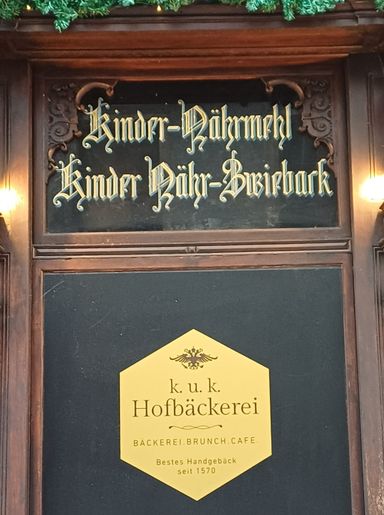 Kinder-Nährmehl
Kinder Nähr-Zwieback
k. u. k.
Hofbäckerei
BÄCKEREI.BRUNCH.CAFE.
Bestes Handgebäck
seit 1570